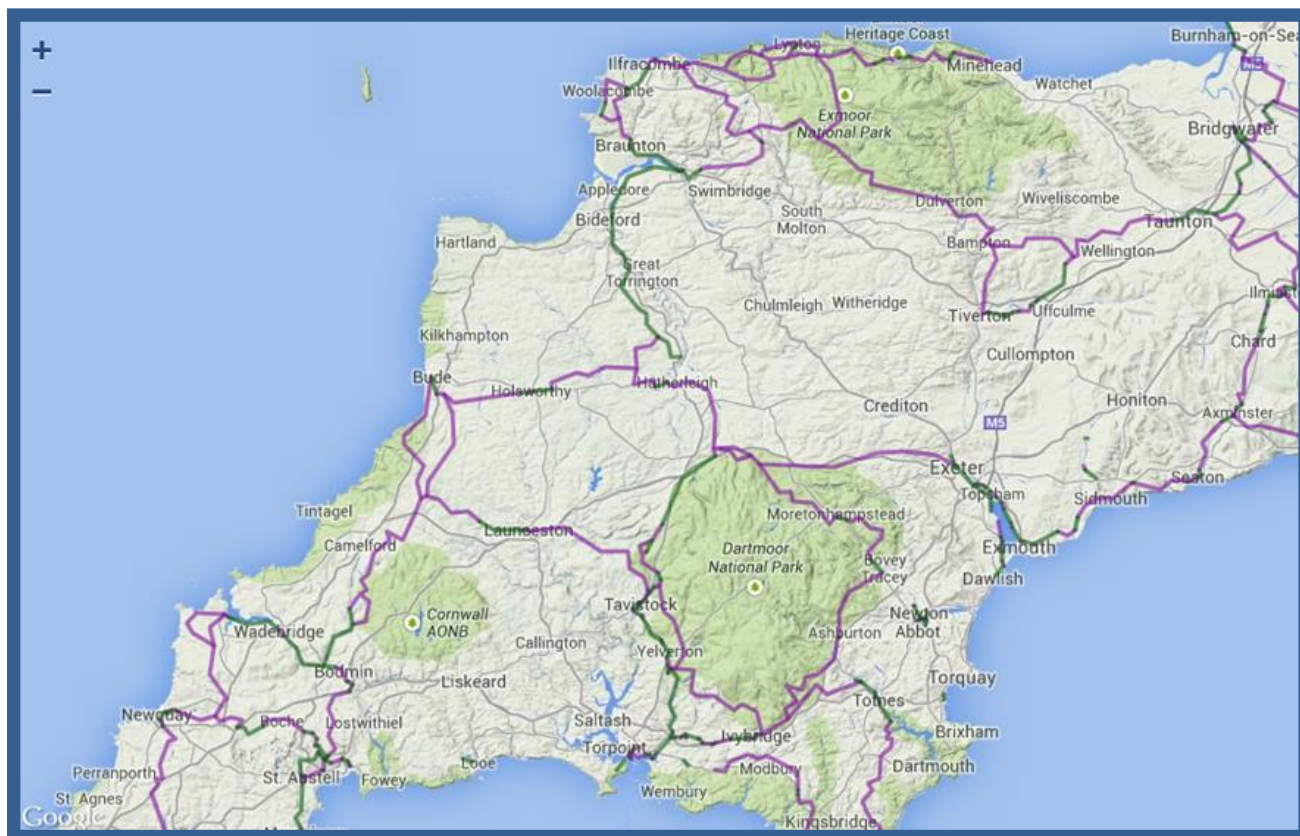 +
Lynton
Heritage Coast
Burnham-on-Sea
Ilfracombe
Minehead
M5
Woolacombe
Watchet
Exmoor
National Park
Bridgwater
Braunton
Appledore
Swimbridge
Dulverton
Wiveliscombe
Bideford
South
Molton
Taunton
Hartland
Bampton
Wellington
Great
Torrington
Chulmleigh
Witheridge
Tiverton
Uffculme
Kilkhampton
Chard
Cullompton
Bude
Holsworthy
Hatherleigh
Crediton
Honiton
Axminster
M5
Exeter
Seaton
Topsham
Sidmouth
Tintagel
Moretonhampstead
Launceston
Camelford
Dartmoor
National Park
Exmouth
Bovey
Tracey
Dawlish
Tavistock
Cornwall
AONB
Newton
Abbot
Wadebridge
Callington
Ashburton
Yelverton
Bodmin
Liskeard
Torquay
Newquay
Roche
Lostwithiel
Saltash
Totnes
Torpoint
Ivybridge
Brixham
Perranporth
St. Austell
Fowey
Looe
Modbury
Dartmouth
St. Agnes
Wembury
Kingsbridge
Google